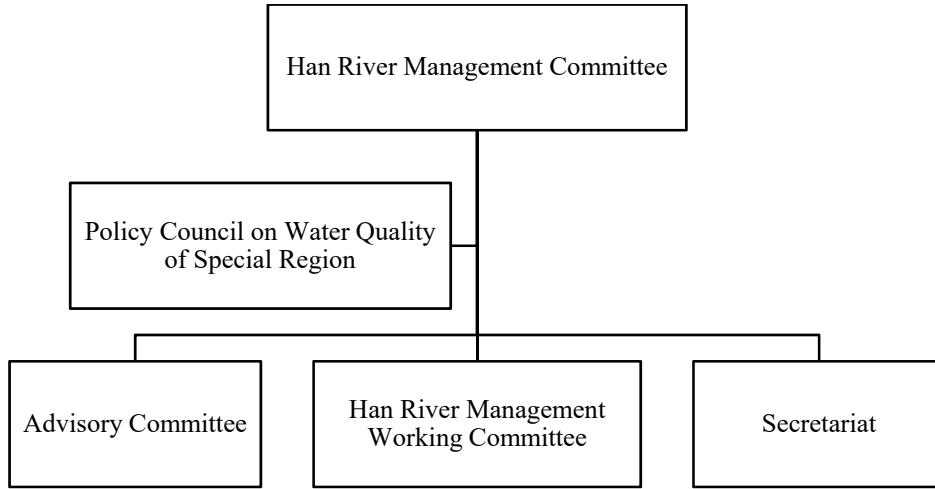 Han River Management Committee
Policy Council on Water Quality
of Special Region
Advisory Committee
Han River Management
Working Committee
Secretariat